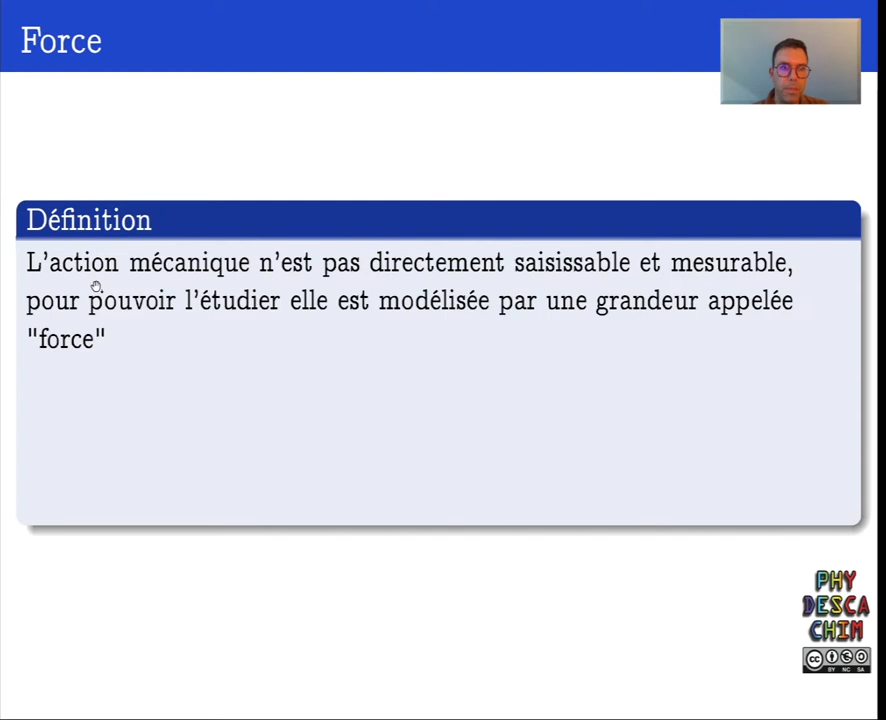 Force
Définition
L'action mécanique n'est pas directement saisissable et mesurable,
pour pouvoir l'étudier elle est modélisée par une grandeur appelée
"force"
PHY
DESCA
CHIM
cc
BY NC SA